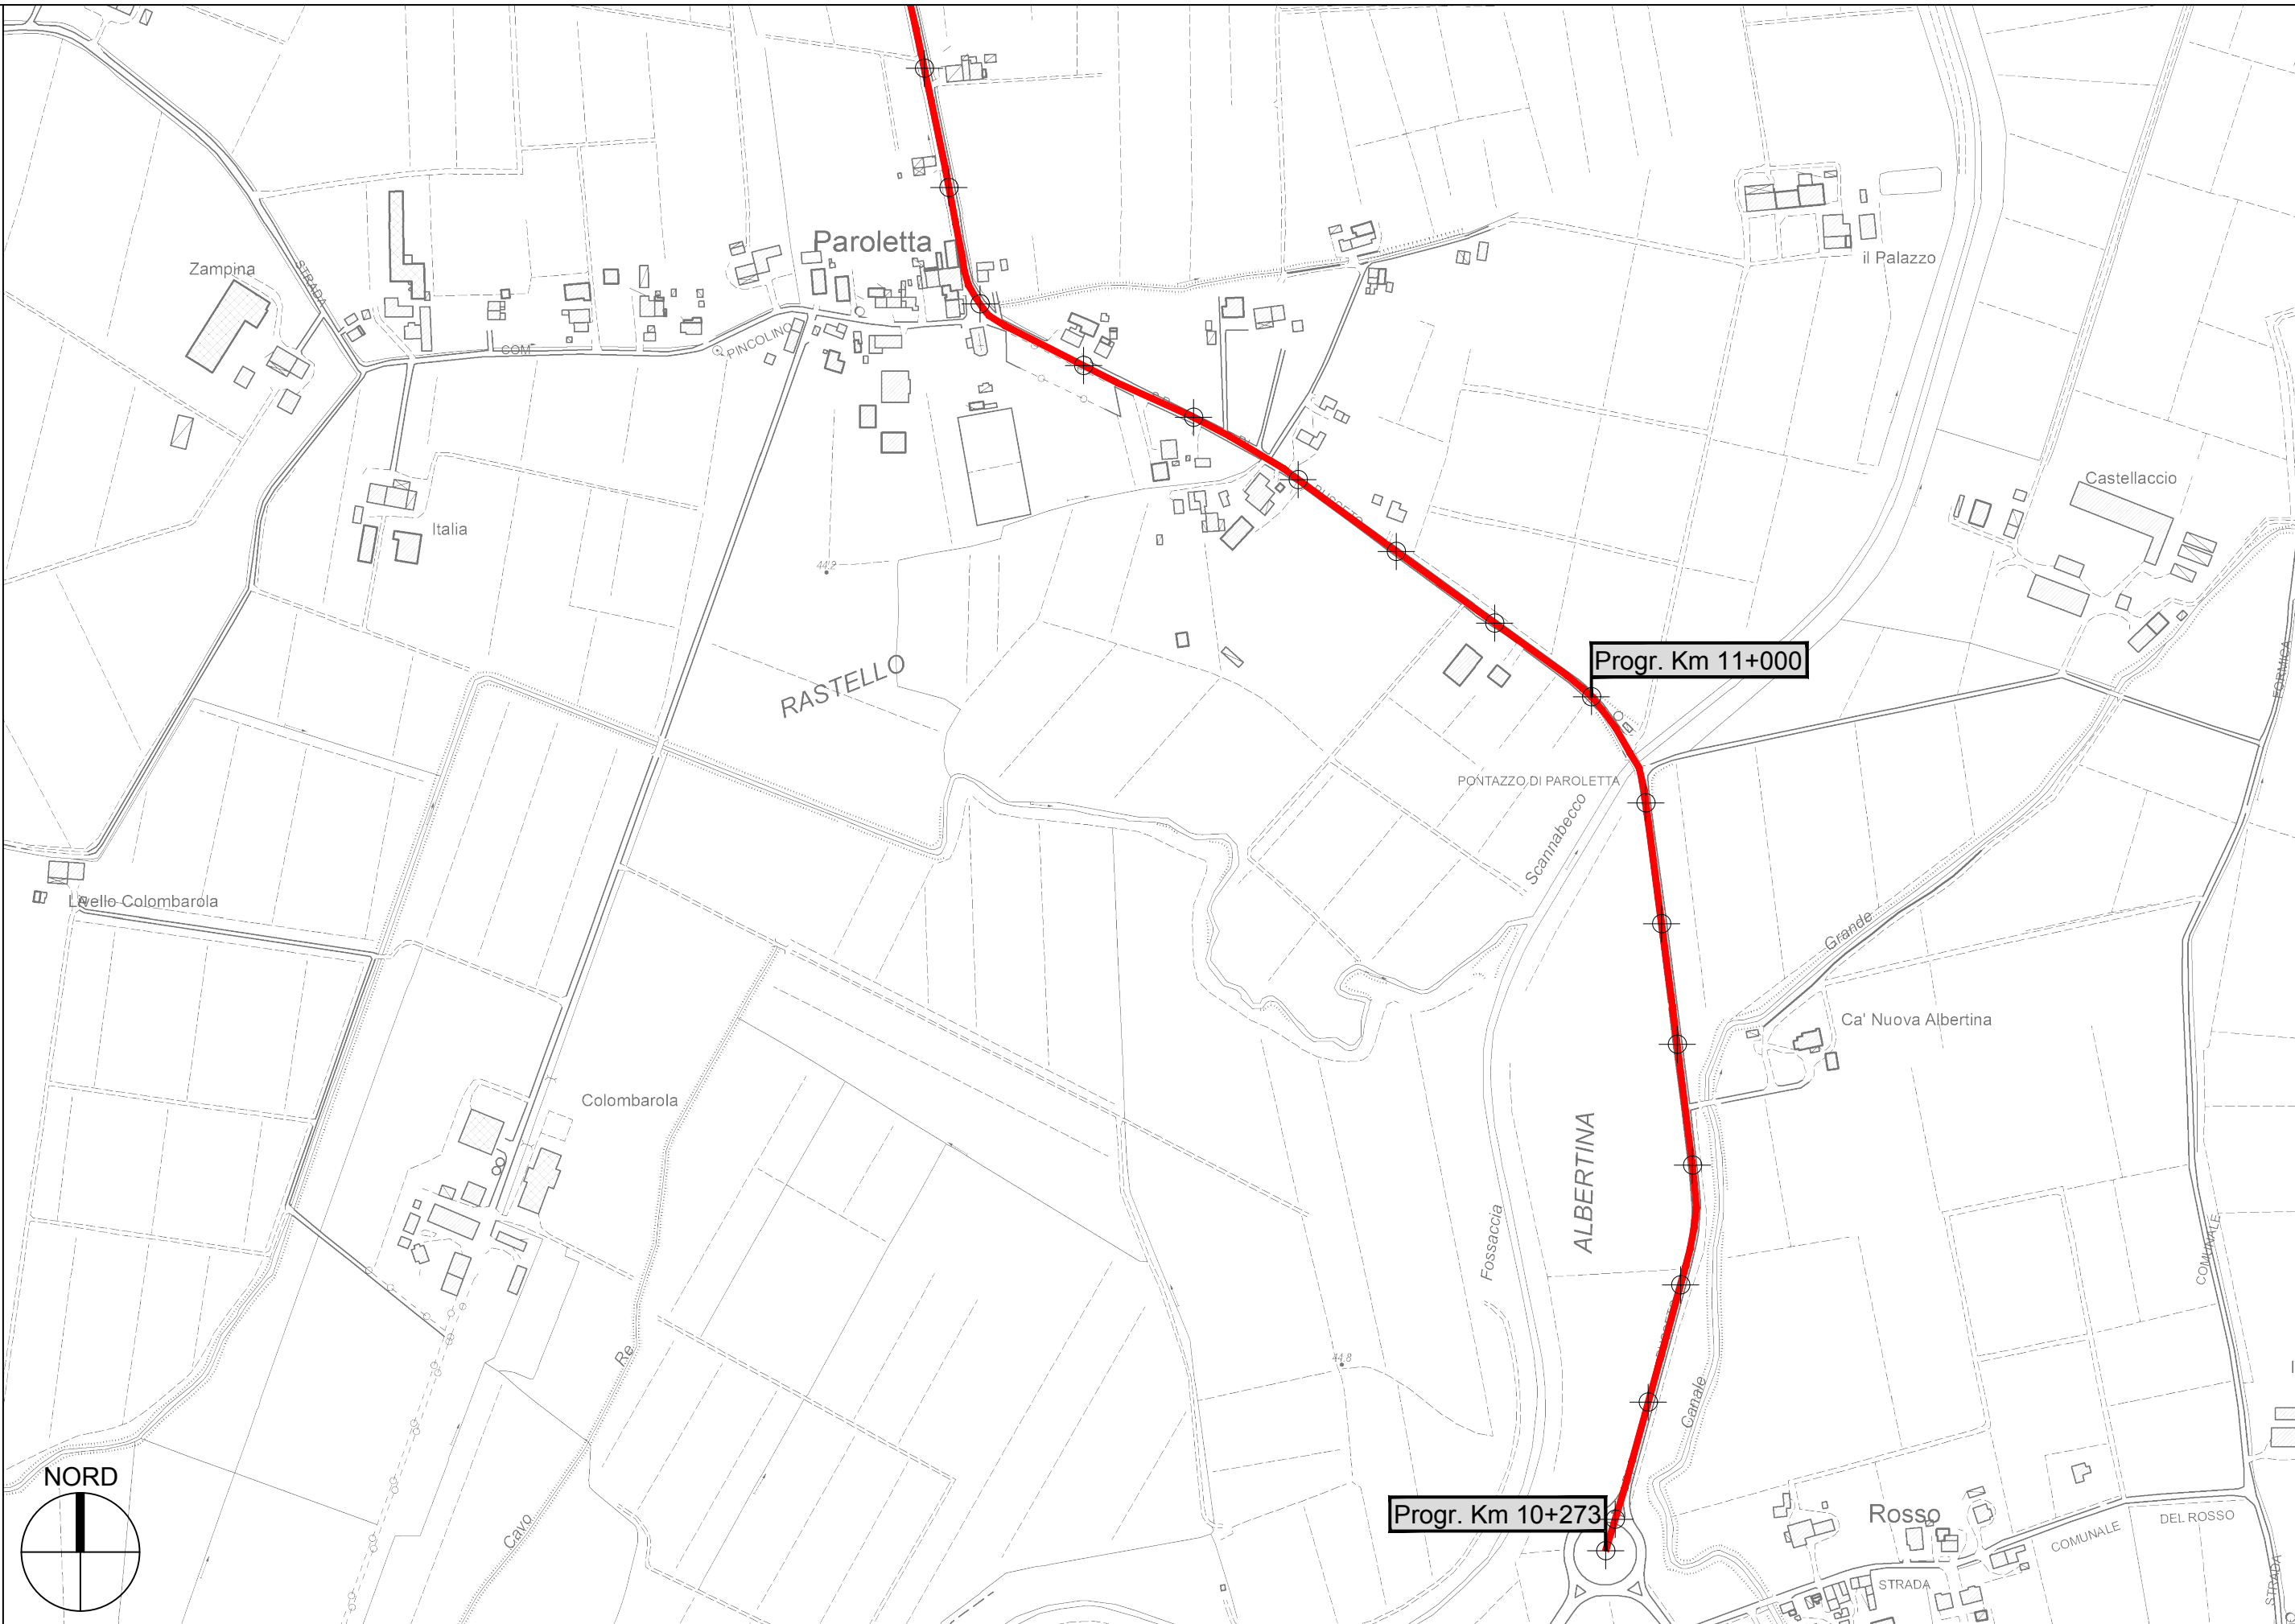 Paroletta
il Palazzo
Zampina
STRADA
COM
PINCOLINO
Castellaccio
Italia
44.2
BUSSETO
Progr. Km 11+000
FORMICA
RASTELLO
PONTAZZO DI PAROLETTA
Scannabecco
Livello Colombarola
Grande
Ca' Nuova Albertina
Colombarola
ALBERTINA
Fossaccia
COMUNALE
Re
44.8
Canale
NORD
Cavo
Progr. Km 10+273
Rosso
DEL ROSSO
COMUNALE
STRADA
STRADA